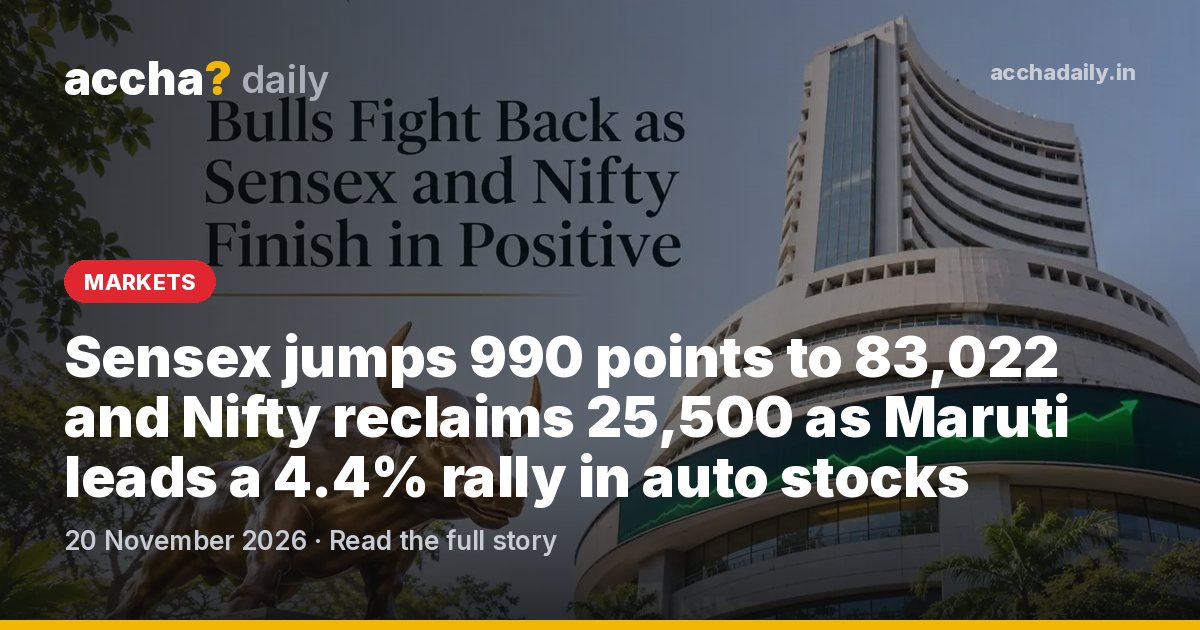 accha? daily
acchadaily.in
Bulls Fight Back as
Sensex and Nifty
Finish in Positive
MARKETS
Sensex jumps 990 points to 83,022
and Nifty reclaims 25,500 as Maruti
leads a 4.4% rally in auto stocks
20 November 2026 · Read the full story